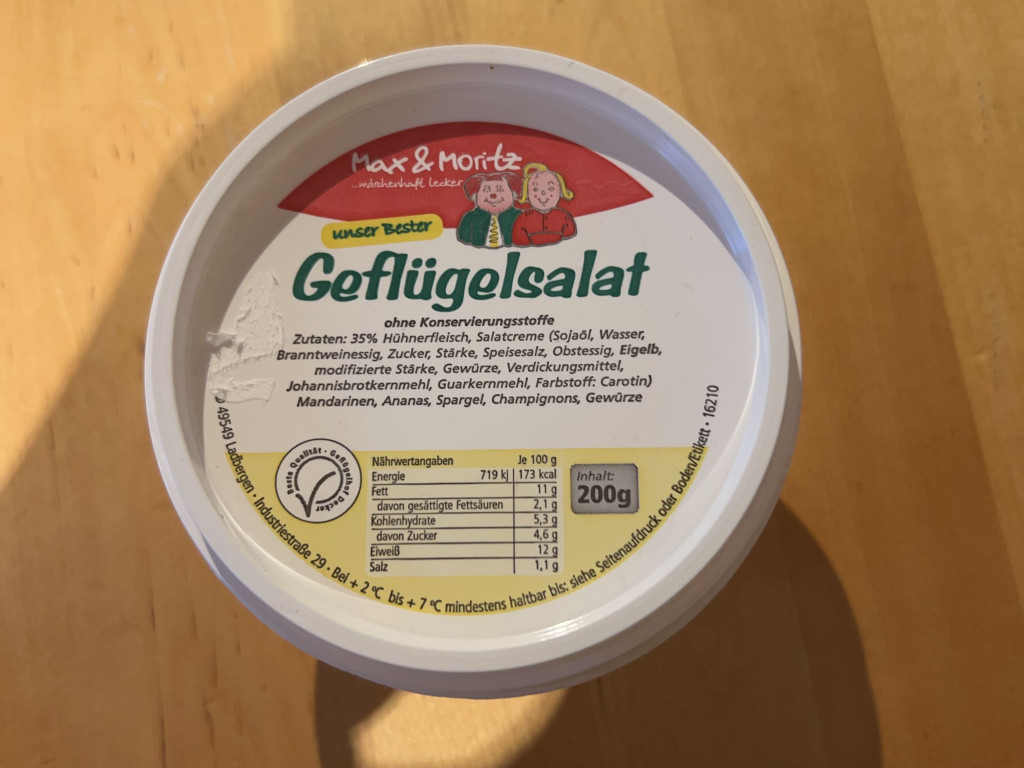 Max & Moritz
...märchenhaft lecker
unser Bester
Geflügelsalat
ohne Konservierungsstoffe
Zutaten: 35% Hühnerfleisch, Salatcreme (Sojaöl, Wasser,
Branntweinessig, Zucker, Stärke, Speisesalz, Obstessig, Eigelb,
modifizierte Stärke, Gewürze, Verdickungsmittel,
Johannisbrotkernmehl, Guarkernmehl, Farbstoff: Carotin)
Mandarinen, Ananas, Spargel, Champignons, Gewürze
Beste Qualität · Geflügelhof Decker
Nährwertangaben Je 100 g
Energie 719 kj 173 kcal
Fett 11 g
davon gesättigte Fettsäuren 2,1 g
Kohlenhydrate 5,3 g
davon Zucker 4,6 g
Eiweiß 12 g
Salz 1,1 g
Inhalt:
200g
49549 Ladbergen · Industriestraße 29 · Bei + 2 °C bis + 7 °C mindestens haltbar bis: siehe Seitenaufdruck oder Boden/Etikett · 16210